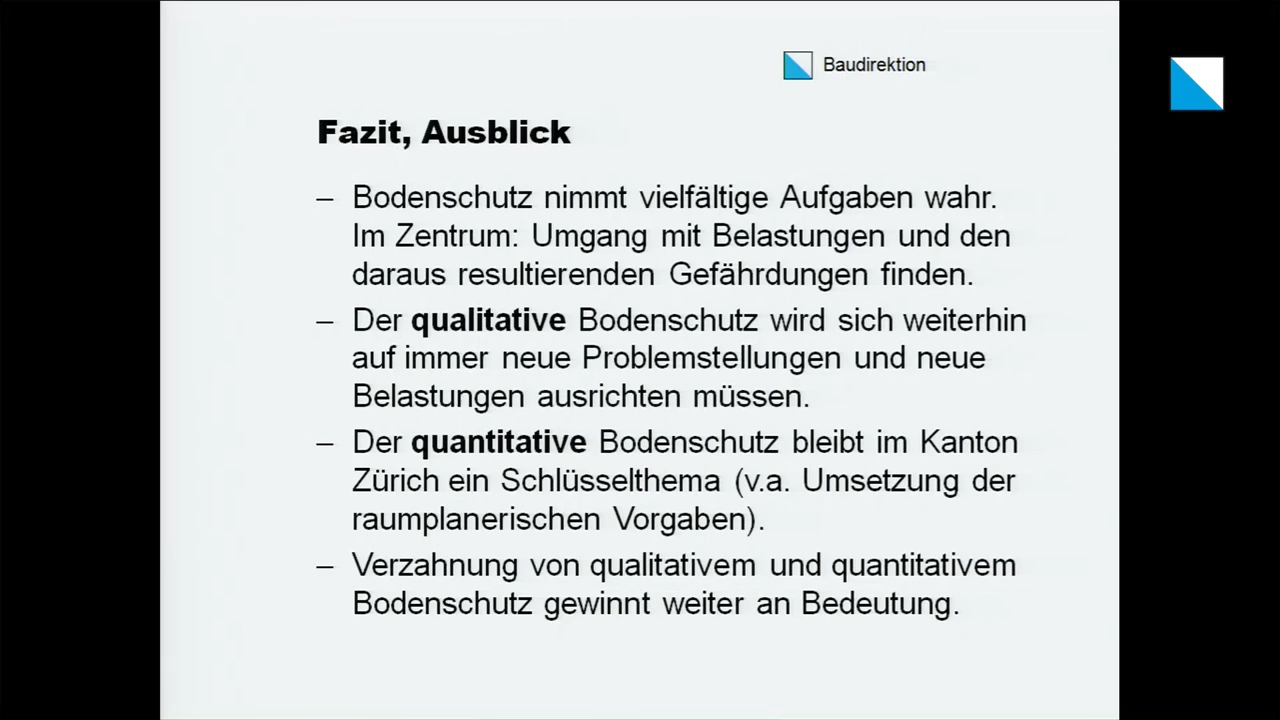 Baudirektion
Fazit, Ausblick
– Bodenschutz nimmt vielfältige Aufgaben wahr.
Im Zentrum: Umgang mit Belastungen und den
daraus resultierenden Gefährdungen finden.
– Der qualitative Bodenschutz wird sich weiterhin
auf immer neue Problemstellungen und neue
Belastungen ausrichten müssen.
– Der quantitative Bodenschutz bleibt im Kanton
Zürich ein Schlüsselthema (v.a. Umsetzung der
raumplanerischen Vorgaben).
– Verzahnung von qualitativem und quantitativem
Bodenschutz gewinnt weiter an Bedeutung.